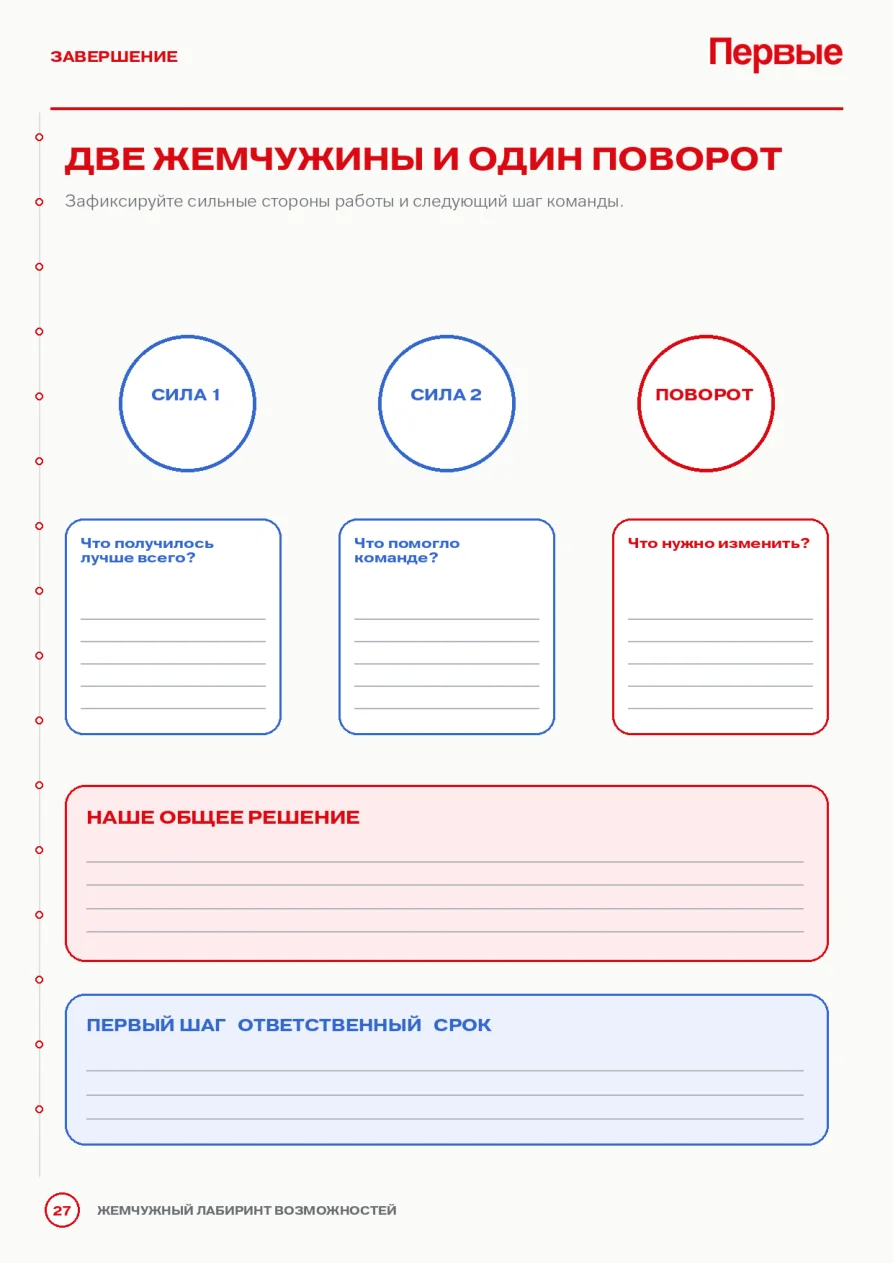 ЗАВЕРШЕНИЕ
Первые
ДВЕ ЖЕМЧУЖИНЫ И ОДИН ПОВОРОТ
Зафиксируйте сильные стороны работы и следующий шаг команды.
СИЛА 1
СИЛА 2
ПОВОРОТ
Что получилось
лучше всего?
Что помогло
команде?
Что нужно изменить?
НАШЕ ОБЩЕЕ РЕШЕНИЕ
ПЕРВЫЙ ШАГ ОТВЕТСТВЕННЫЙ СРОК
27
ЖЕМЧУЖНЫЙ ЛАБИРИНТ ВОЗМОЖНОСТЕЙ